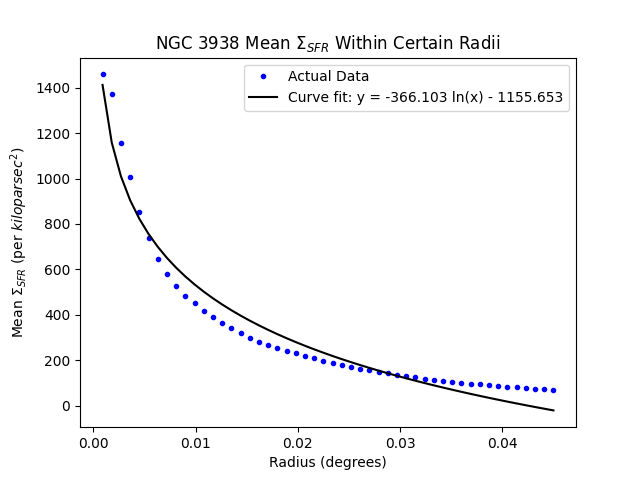 NGC 3938 Mean Σ_SFR Within Certain Radii
Actual Data
Curve fit: y = -366.103 ln(x) - 1155.653
Mean Σ_SFR (per kiloparsec²)
1400
1200
1000
800
600
400
200
0
0.00 0.01 0.02 0.03 0.04
Radius (degrees)